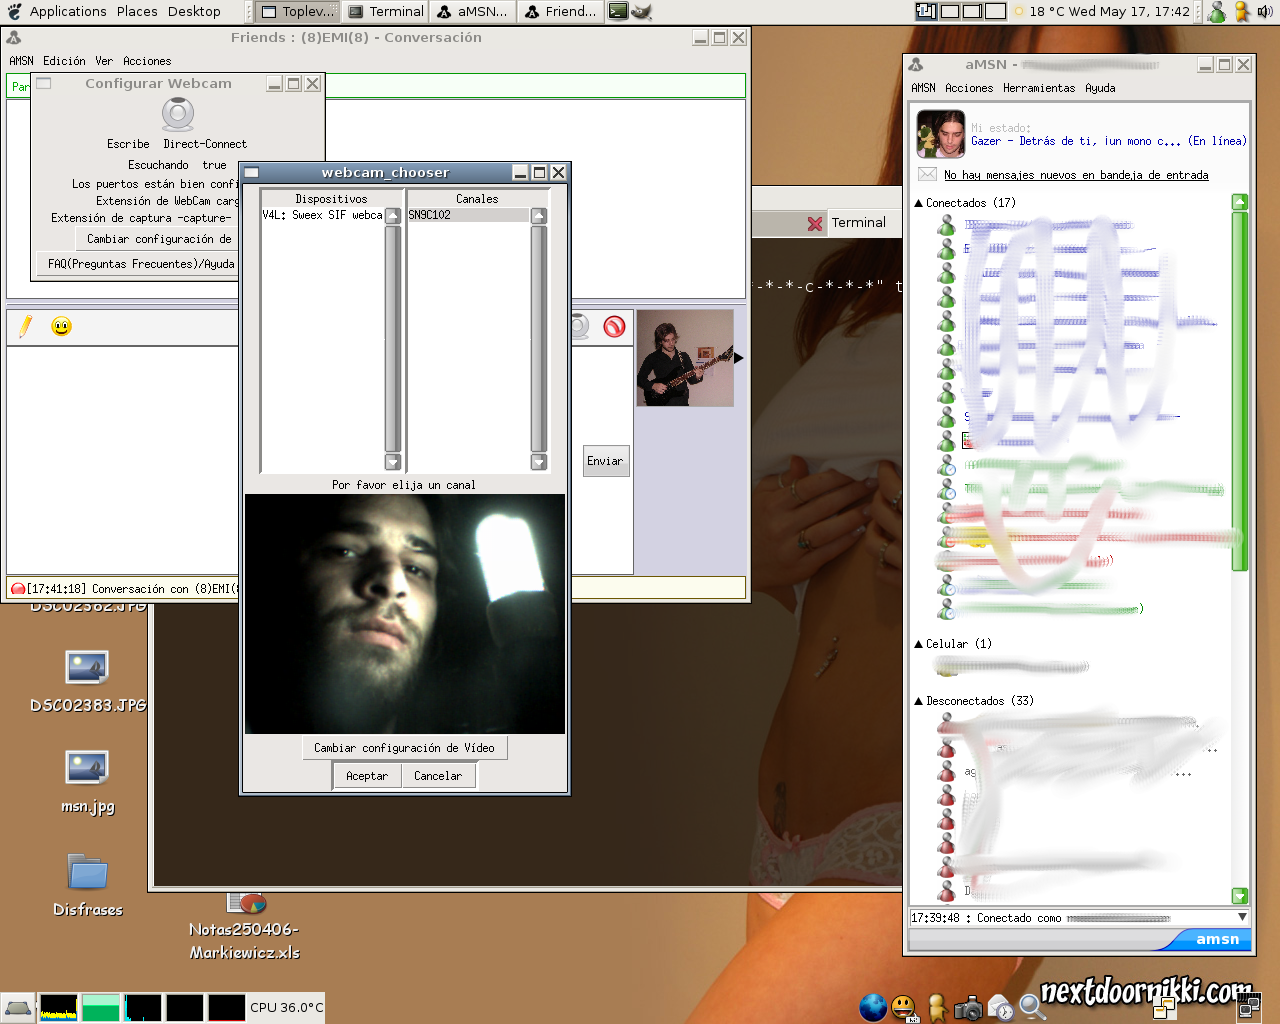 Applications Places Desktop
Toplev...
Terminal
aMSN...
Friend...
18 °C Wed May 17, 17:42
Friends : (8)EMI(8) - Conversación
AMSN Edición Ver Acciones
Par
Configurar Webcam
Escribe Direct-Connect
Escuchando true
Los puertos están bien confi
Extensión de WebCam carg
Extensión de captura -capture-
Cambiar configuración de
FAQ(Preguntas Frecuentes)/Ayuda
webcam_chooser
Dispositivos
Canales
V4L: Sweex SIF webca
SN9C102
Por favor elija un canal
Cambiar configuración de Vídeo
Aceptar
Cancelar
Enviar
[17:41:18] Conversación con (8)EMI(8
Terminal
*-*-*-c-*-*-*" t
aMSN -
AMSN Acciones Herramientas Ayuda
Mi estado:
Gazer - Detrás de ti, ¡un mono c... (En línea)
No hay mensajes nuevos en bandeja de entrada
Conectados (17)
Celular (1)
Desconectados (33)
17:39:48 : Conectado como
amsn
DSC02382.JPG
DSC02383.JPG
msn.jpg
Disfrases
Notas250406-
Markiewicz.xls
nextdoornikki.com
CPU 36.0°C